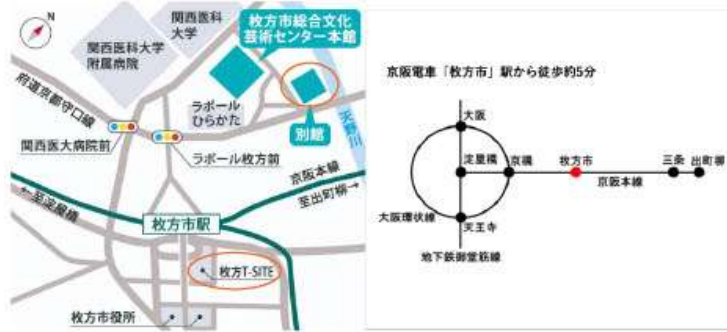 N
関西医科
大学
枚方市総合文化
芸術センター本館
関西医科大学
附属病院
府道京都守口線
ラポール
ひらかた
別館
天野川
関西医大病院前
ラポール枚方前
京阪本線
至出町柳→
←至淀屋橋
枚方市駅
枚方T-SITE
枚方市役所
京阪電車「枚方市」駅から徒歩約5分
大阪
淀屋橋
京橋
枚方市
三条
出町柳
京阪本線
大阪環状線
天王寺
地下鉄御堂筋線